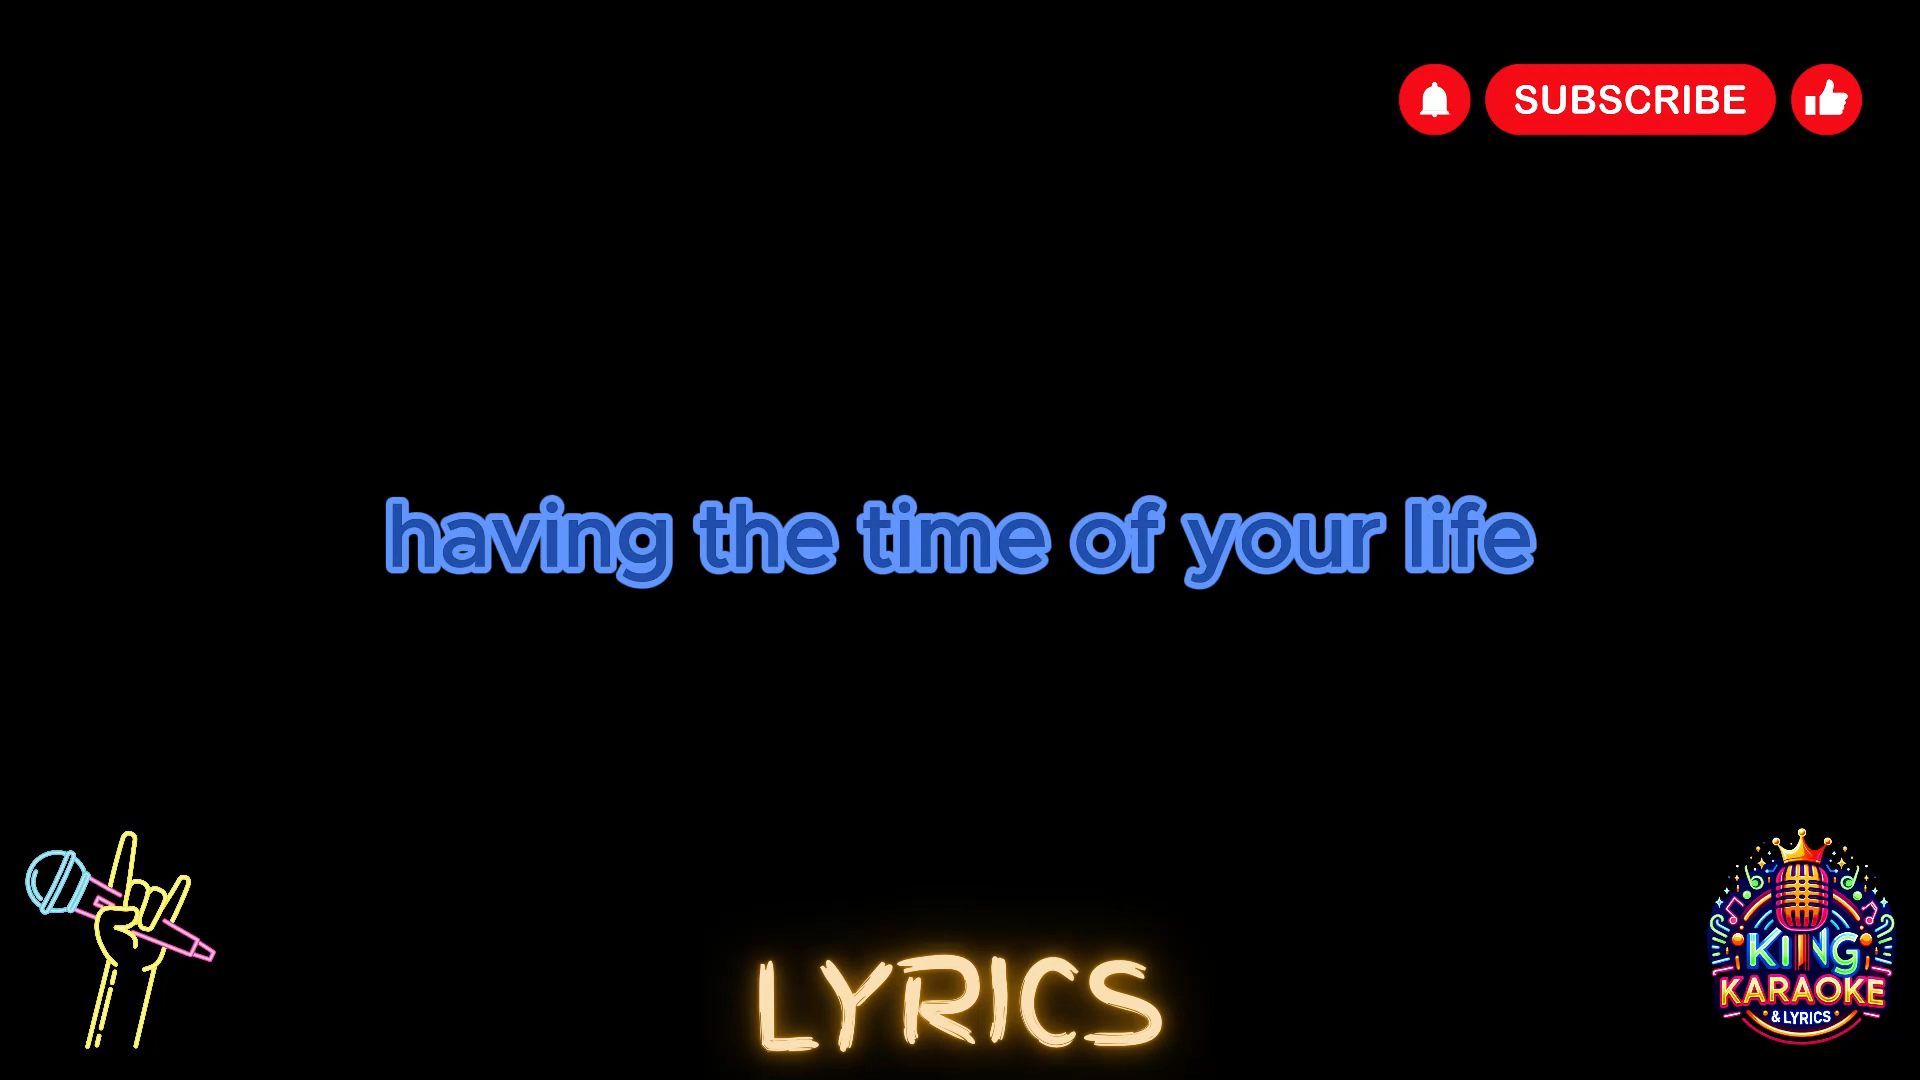 SUBSCRIBE
having the time of your life
LYRICS
KING
KARAOKE
& LYRICS